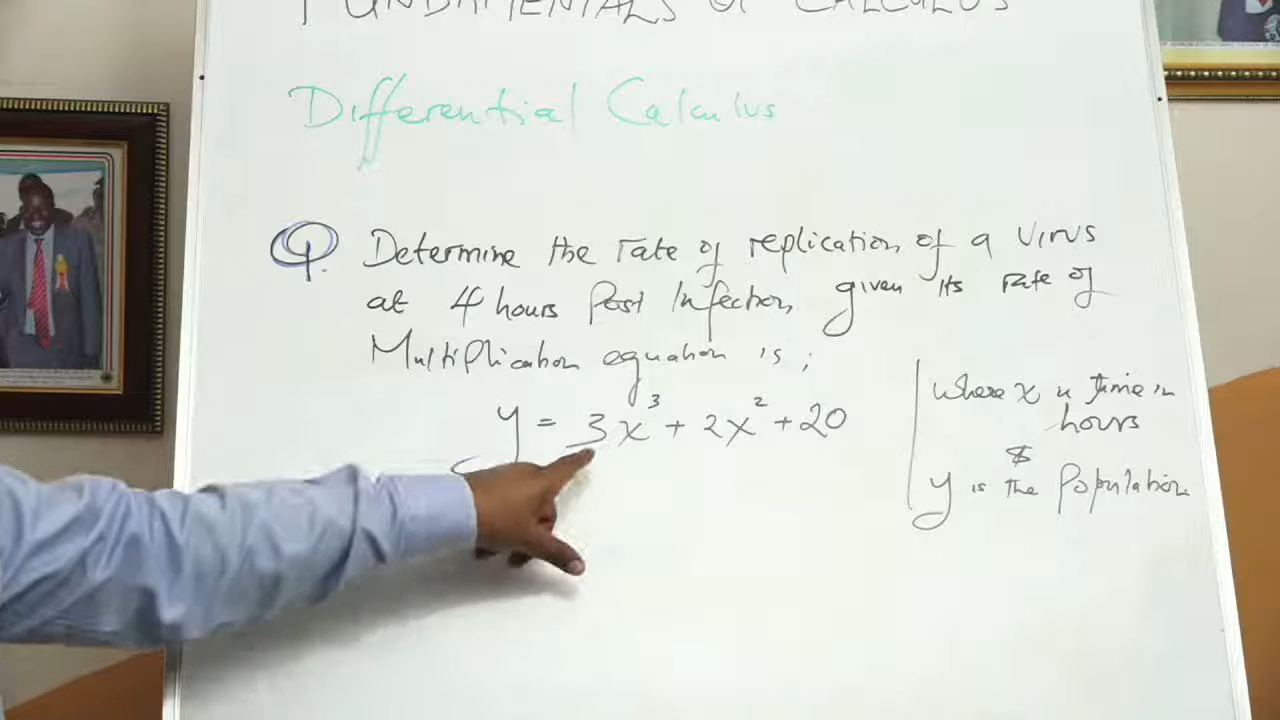 FUNDAMENTALS OF CALCULUS
Differential Calculus
Q. Determine the rate of replication of a virus
at 4 hours Post Infection, given its rate of
Multiplication equation is;
y = 3x³ + 2x² + 20
where x is time in
hours
&
y is the Population